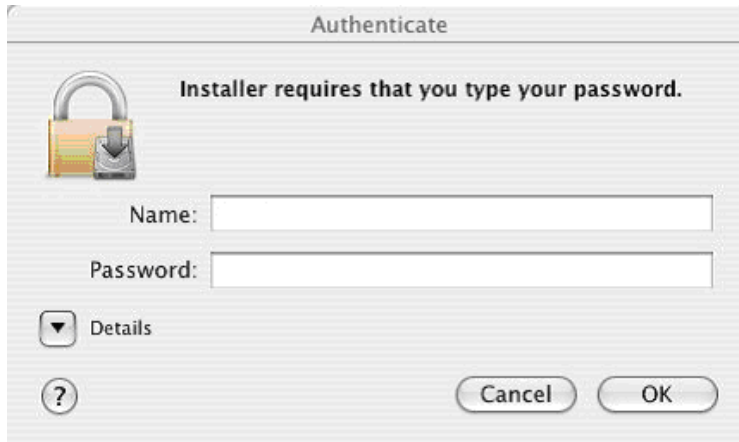 Authenticate
Installer requires that you type your password.
Name:
Password:
Details
?
Cancel
OK